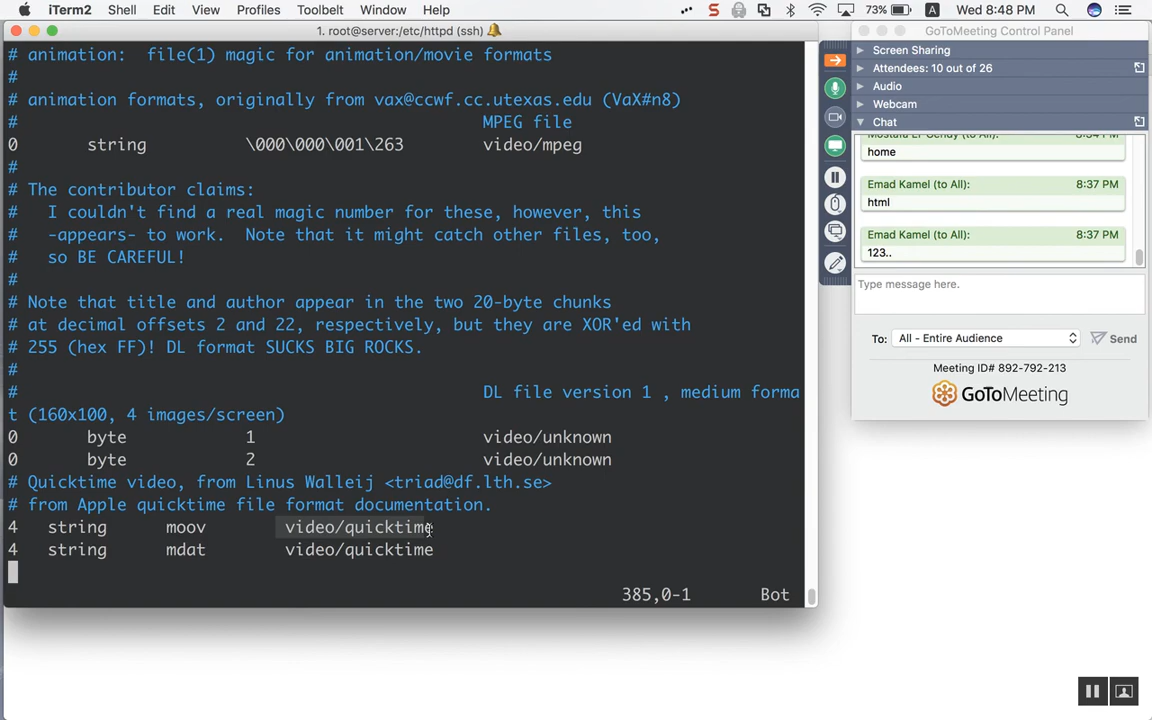 iTerm2 Shell Edit View Profiles Toolbelt Window Help 73% A Wed 8:48 PM
1. root@server:/etc/httpd (ssh)
# animation:  file(1) magic for animation/movie formats
#
# animation formats, originally from vax@ccwf.cc.utexas.edu (VaX#n8)
# MPEG file
0 string \000\000\001\263 video/mpeg
#
# The contributor claims:
#   I couldn't find a real magic number for these, however, this
#   -appears- to work.  Note that it might catch other files, too,
#   so BE CAREFUL!
#
# Note that title and author appear in the two 20-byte chunks
# at decimal offsets 2 and 22, respectively, but they are XOR'ed with
# 255 (hex FF)! DL format SUCKS BIG ROCKS.
#
# DL file version 1 , medium forma
t (160x100, 4 images/screen)
0 byte 1 video/unknown
0 byte 2 video/unknown
# Quicktime video, from Linus Walleij <triad@df.lth.se>
# from Apple quicktime file format documentation.
4 string moov video/quicktime
4 string mdat video/quicktime
385,0-1 Bot
GoToMeeting Control Panel
Screen Sharing
Attendees: 10 out of 26
Audio
Webcam
Chat
home
Emad Kamel (to All): 8:37 PM
html
Emad Kamel (to All): 8:37 PM
123..
Type message here.
To: All - Entire Audience Send
Meeting ID# 892-792-213
GoToMeeting